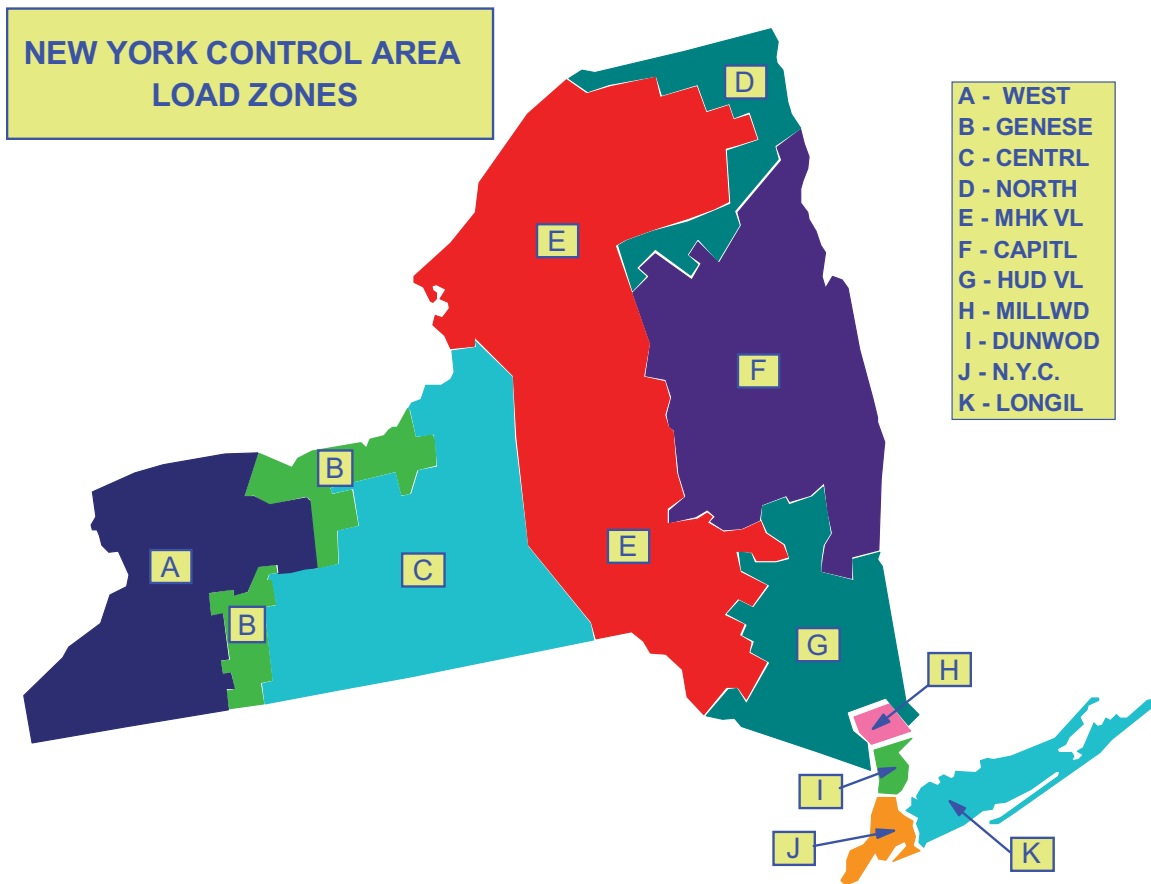 NEW YORK CONTROL AREA
LOAD ZONES
A - WEST
B - GENESE
C - CENTRL
D - NORTH
E - MHK VL
F - CAPITL
G - HUD VL
H - MILLWD
I - DUNWOD
J - N.Y.C.
K - LONGIL
D
E
F
B
A
C
E
B
G
H
I
J
K